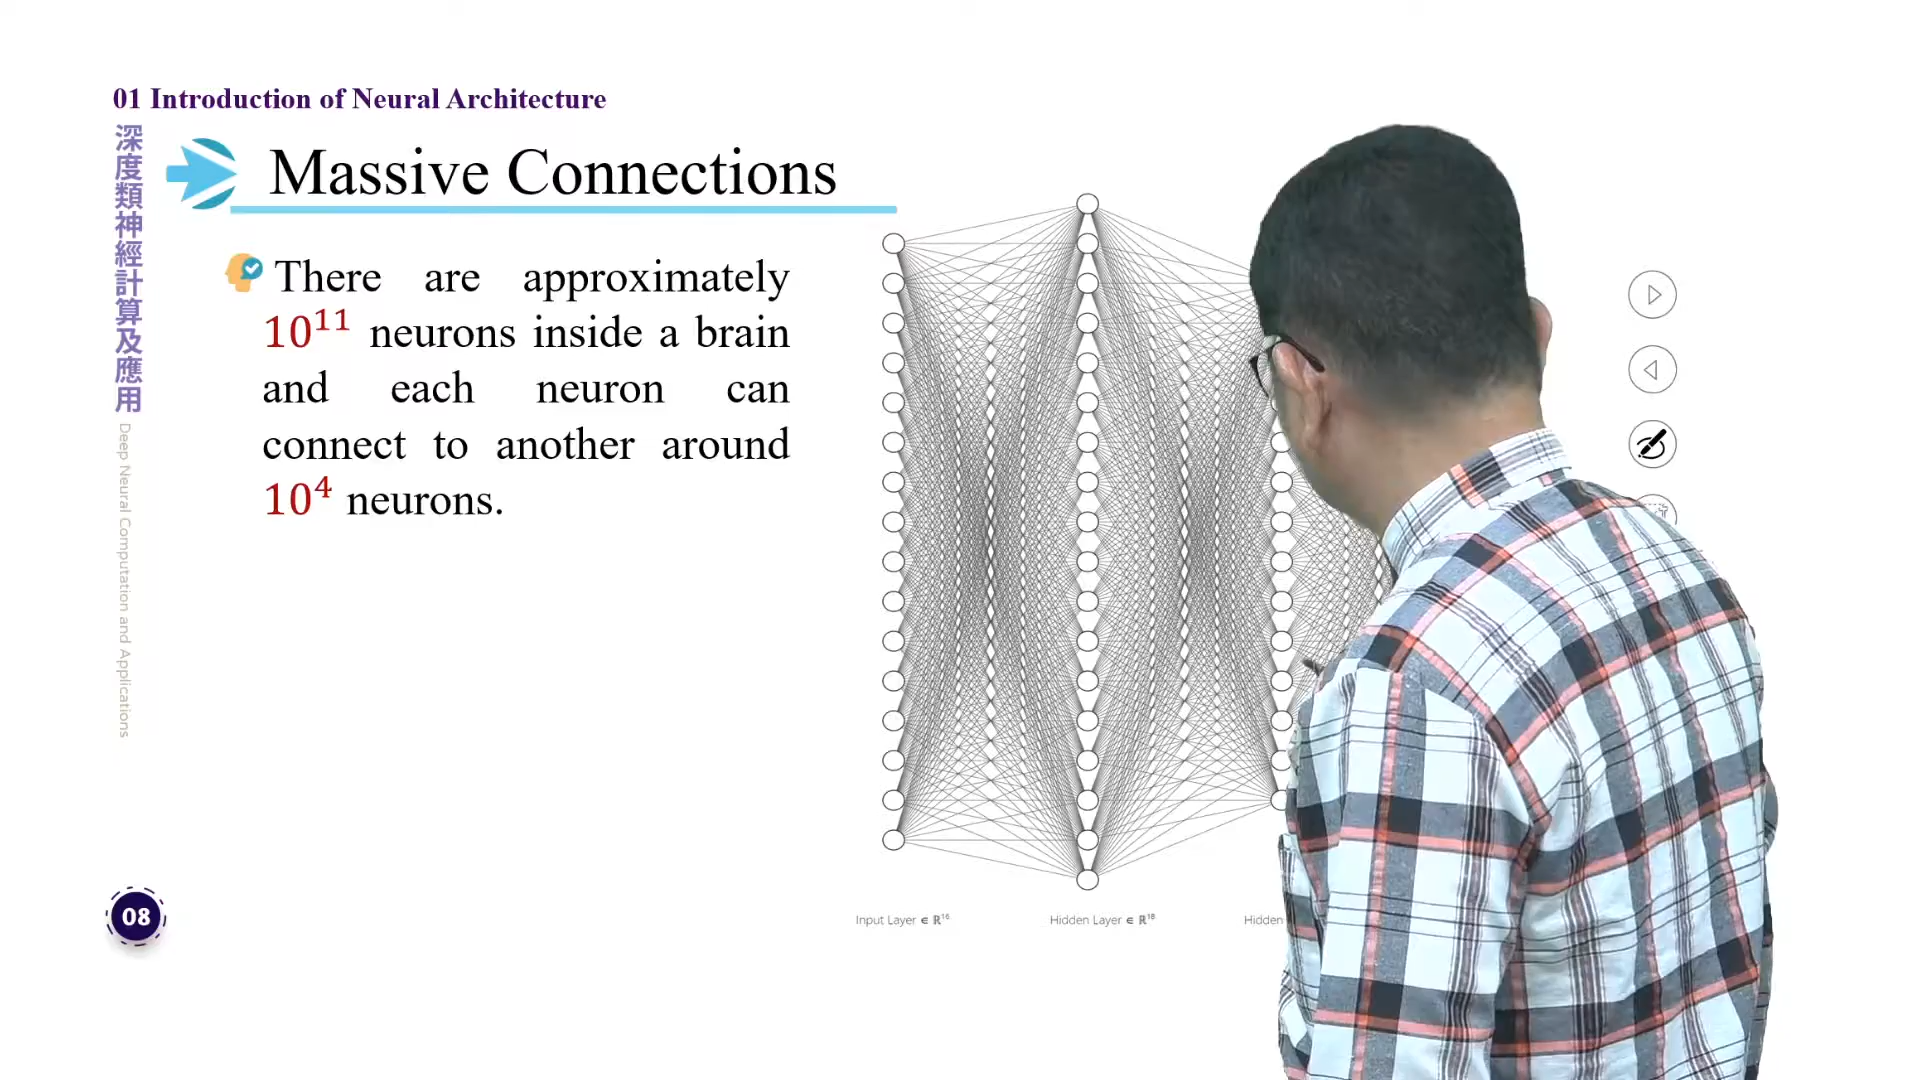 01 Introduction of Neural Architecture
深度類神經計算及應用
Deep Neural Computation and Applications
Massive Connections
There are approximately
10¹¹ neurons inside a brain
and each neuron can
connect to another around
10⁴ neurons.
Input Layer ∈ ℝ¹⁶
Hidden Layer ∈ ℝ¹⁸
Hidden
08